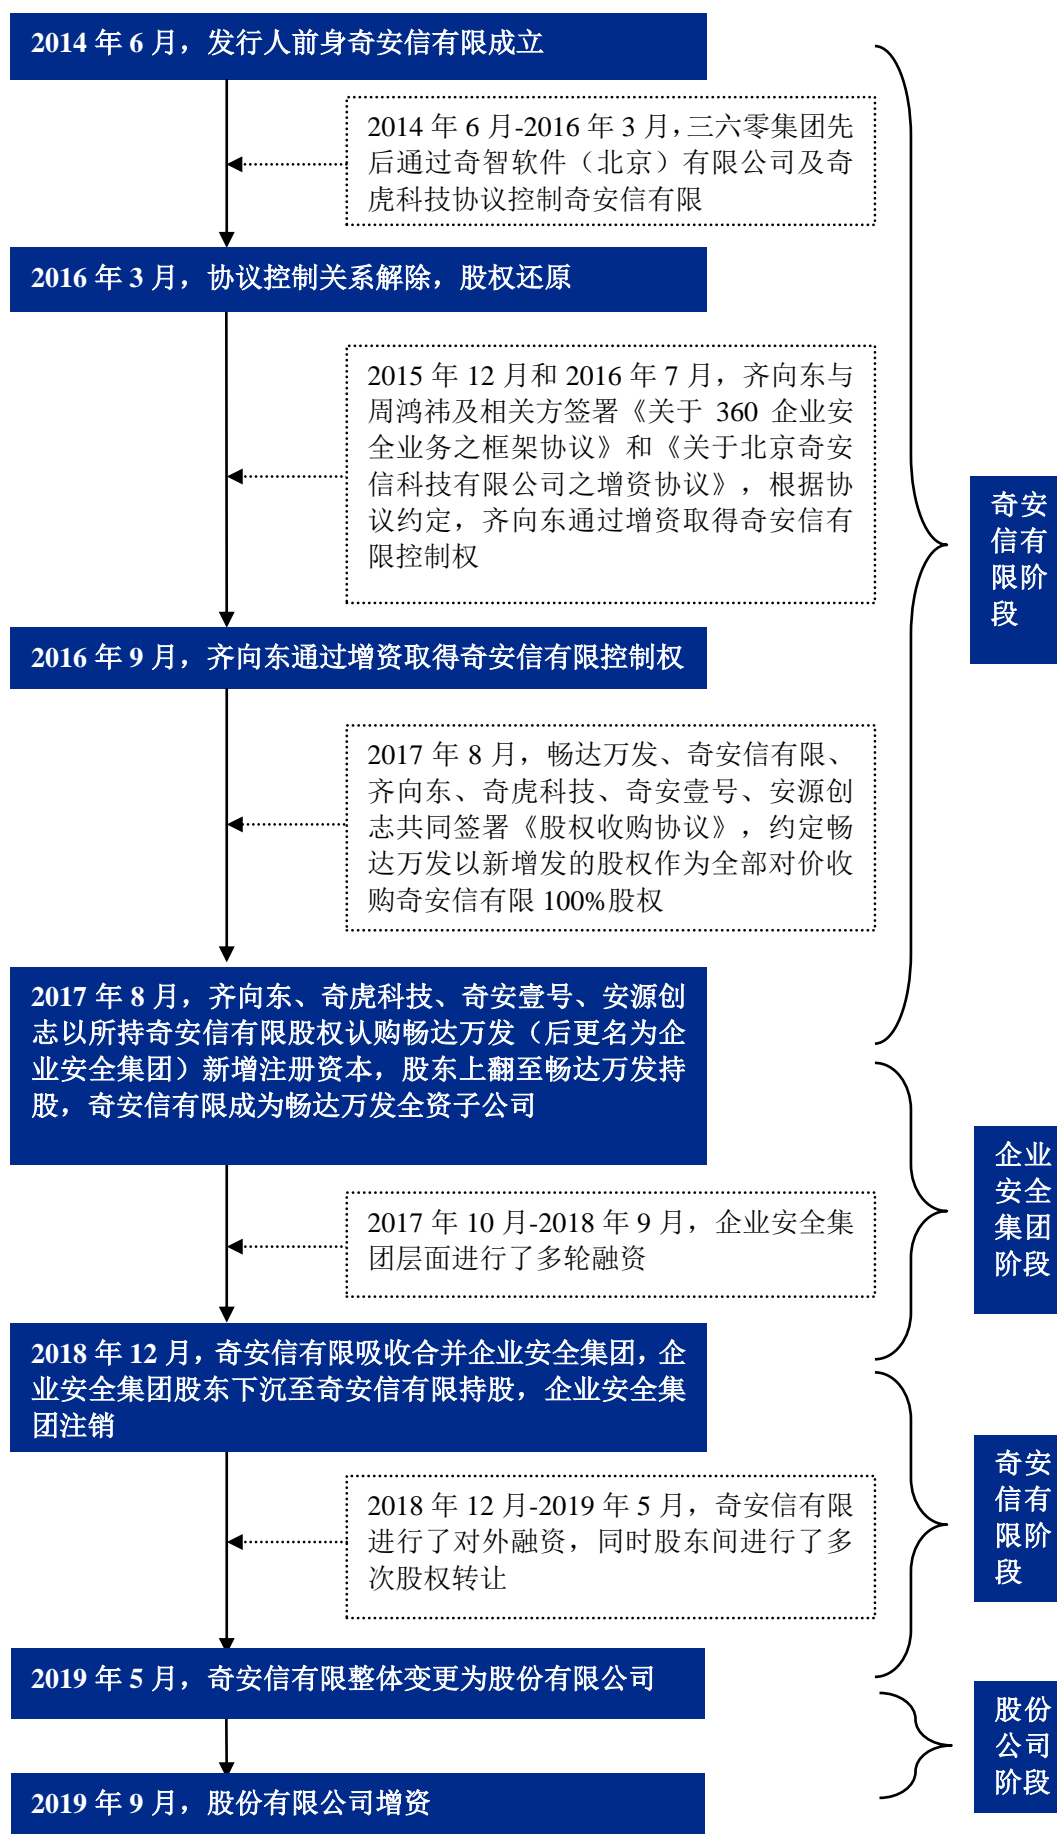 2014 年 6 月，发行人前身奇安信有限成立
2014 年 6 月-2016 年 3 月，三六零集团先
后通过奇智软件（北京）有限公司及奇
虎科技协议控制奇安信有限
2016 年 3 月，协议控制关系解除，股权还原
2015 年 12 月和 2016 年 7 月，齐向东与
周鸿祎及相关方签署《关于 360 企业安
全业务之框架协议》和《关于北京奇安
信科技有限公司之增资协议》，根据协
议约定，齐向东通过增资取得奇安信有
限控制权
2016 年 9 月，齐向东通过增资取得奇安信有限控制权
奇安
信有
限阶
段
2017 年 8 月，畅达万发、奇安信有限、
齐向东、奇虎科技、奇安壹号、安源创
志共同签署《股权收购协议》，约定畅
达万发以新增发的股权作为全部对价收
购奇安信有限 100%股权
2017 年 8 月，齐向东、奇虎科技、奇安壹号、安源创
志以所持奇安信有限股权认购畅达万发（后更名为企
业安全集团）新增注册资本，股东上翻至畅达万发持
股，奇安信有限成为畅达万发全资子公司
2017 年 10 月-2018 年 9 月，企业安全集
团层面进行了多轮融资
企业
安全
集团
阶段
2018 年 12 月，奇安信有限吸收合并企业安全集团，企
业安全集团股东下沉至奇安信有限持股，企业安全集
团注销
2018 年 12 月-2019 年 5 月，奇安信有限
进行了对外融资，同时股东间进行了多
次股权转让
奇安
信有
限阶
段
2019 年 5 月，奇安信有限整体变更为股份有限公司
2019 年 9 月，股份有限公司增资
股份
公司
阶段